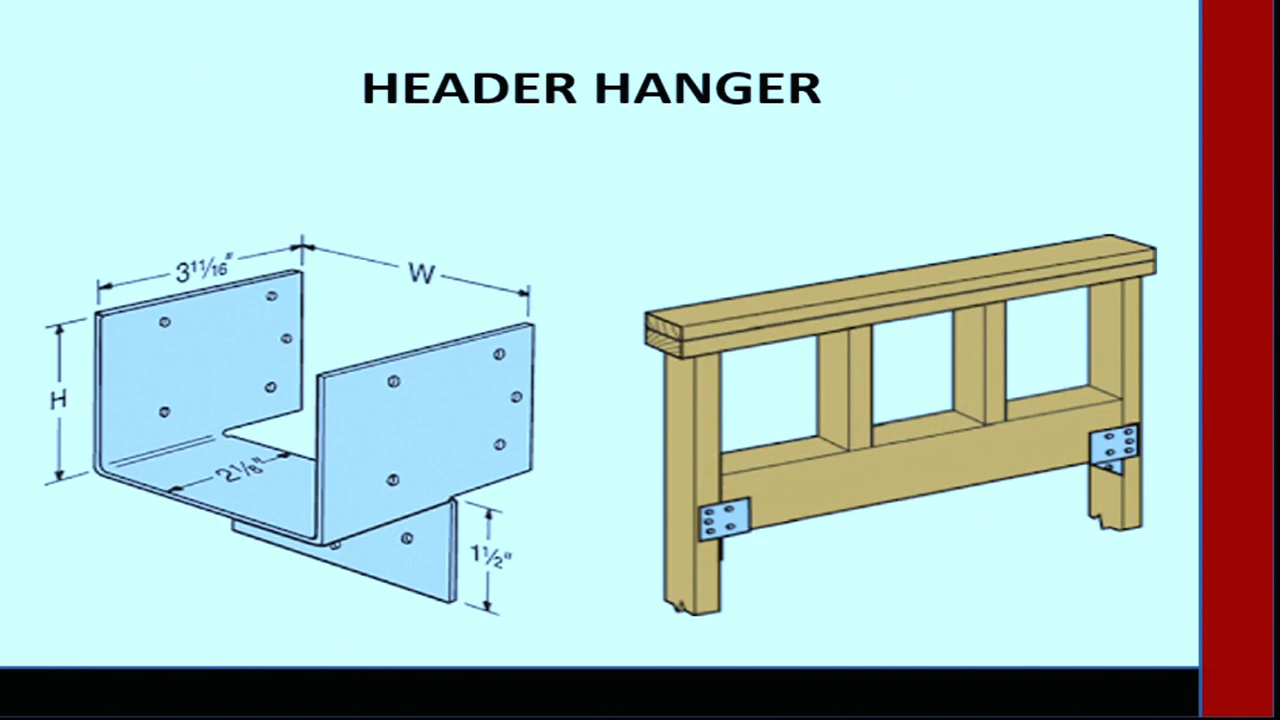 HEADER HANGER
3 11/16"
W
H
2 1/8"
1 1/2"